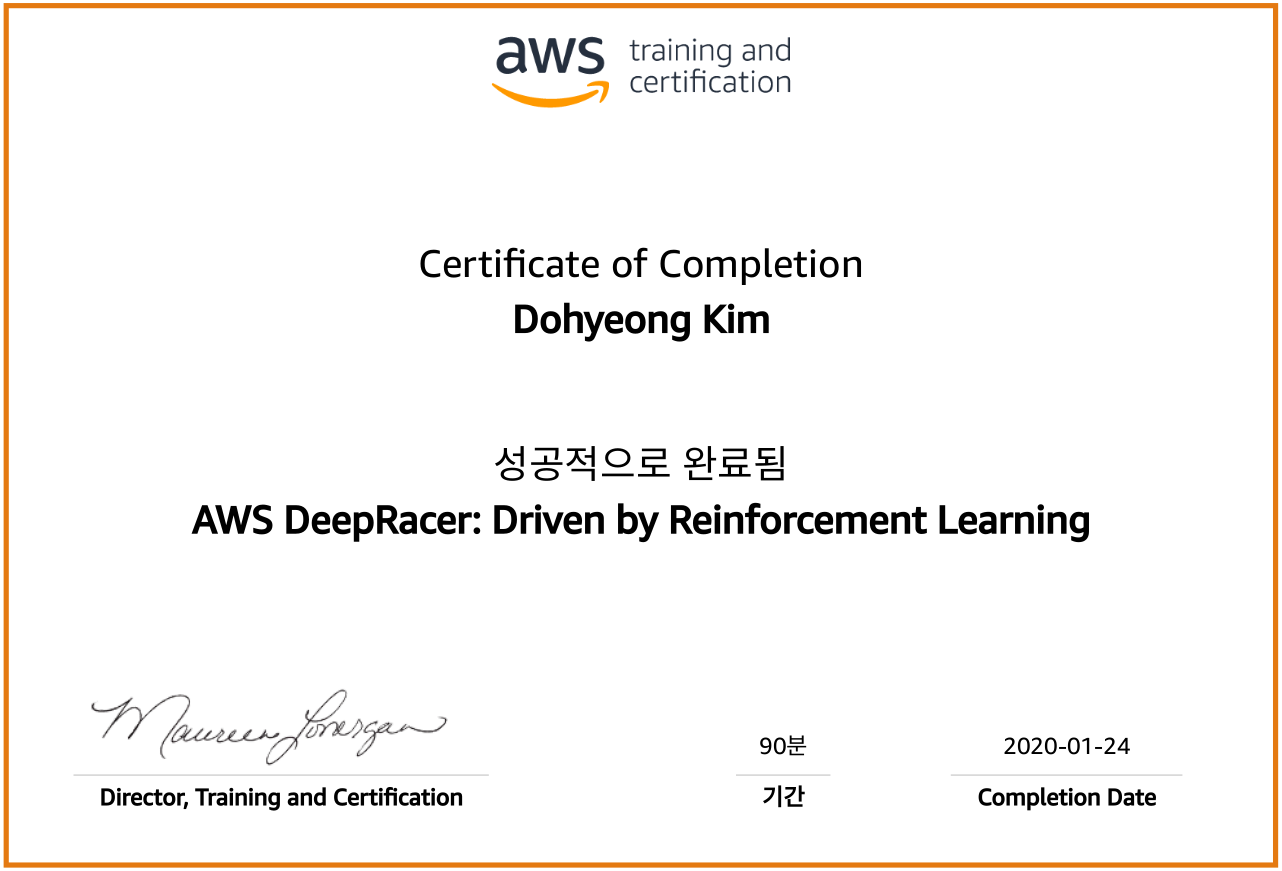 aws training and
certification
Certificate of Completion
Dohyeong Kim
성공적으로 완료됨
AWS DeepRacer: Driven by Reinforcement Learning
Maureen Lonergan
90분
2020-01-24
Director, Training and Certification
기간
Completion Date